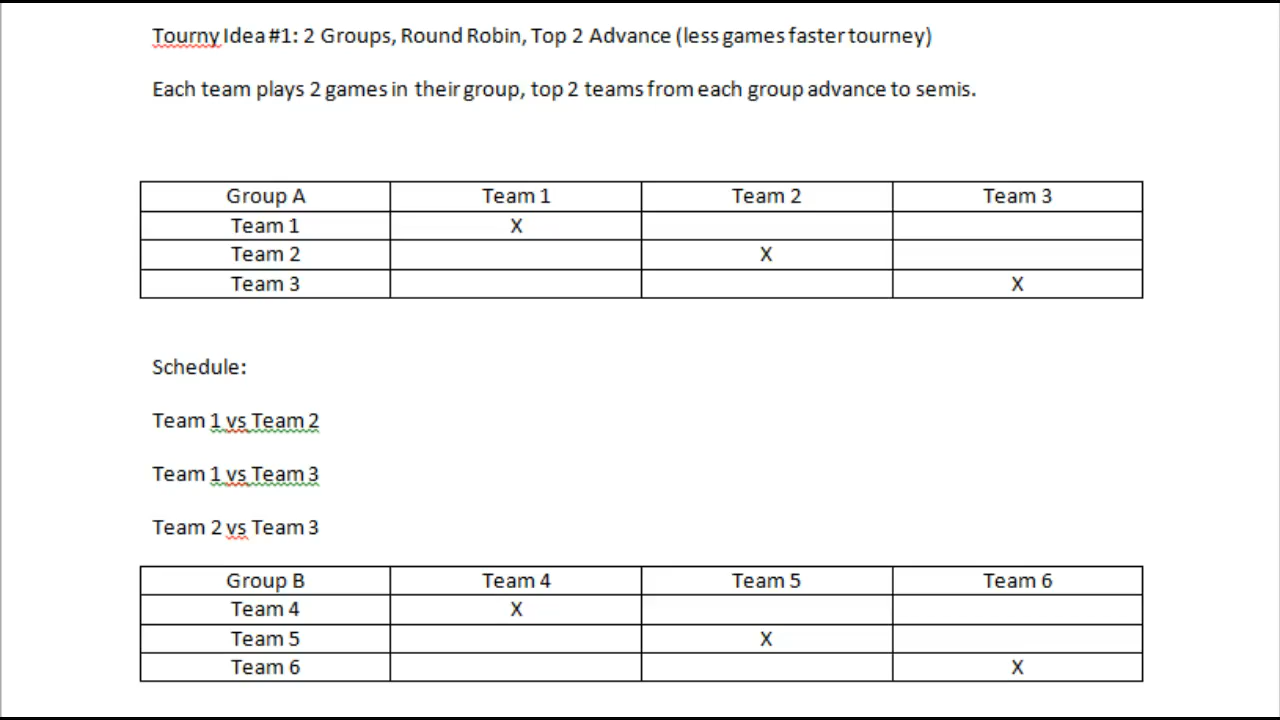 Tourny Idea #1: 2 Groups, Round Robin, Top 2 Advance (less games faster tourney)
Each team plays 2 games in their group, top 2 teams from each group advance to semis.
Group A Team 1 Team 2 Team 3
Team 1 X
Team 2 X
Team 3 X
Schedule:
Team 1 vs Team 2
Team 1 vs Team 3
Team 2 vs Team 3
Group B Team 4 Team 5 Team 6
Team 4 X
Team 5 X
Team 6 X